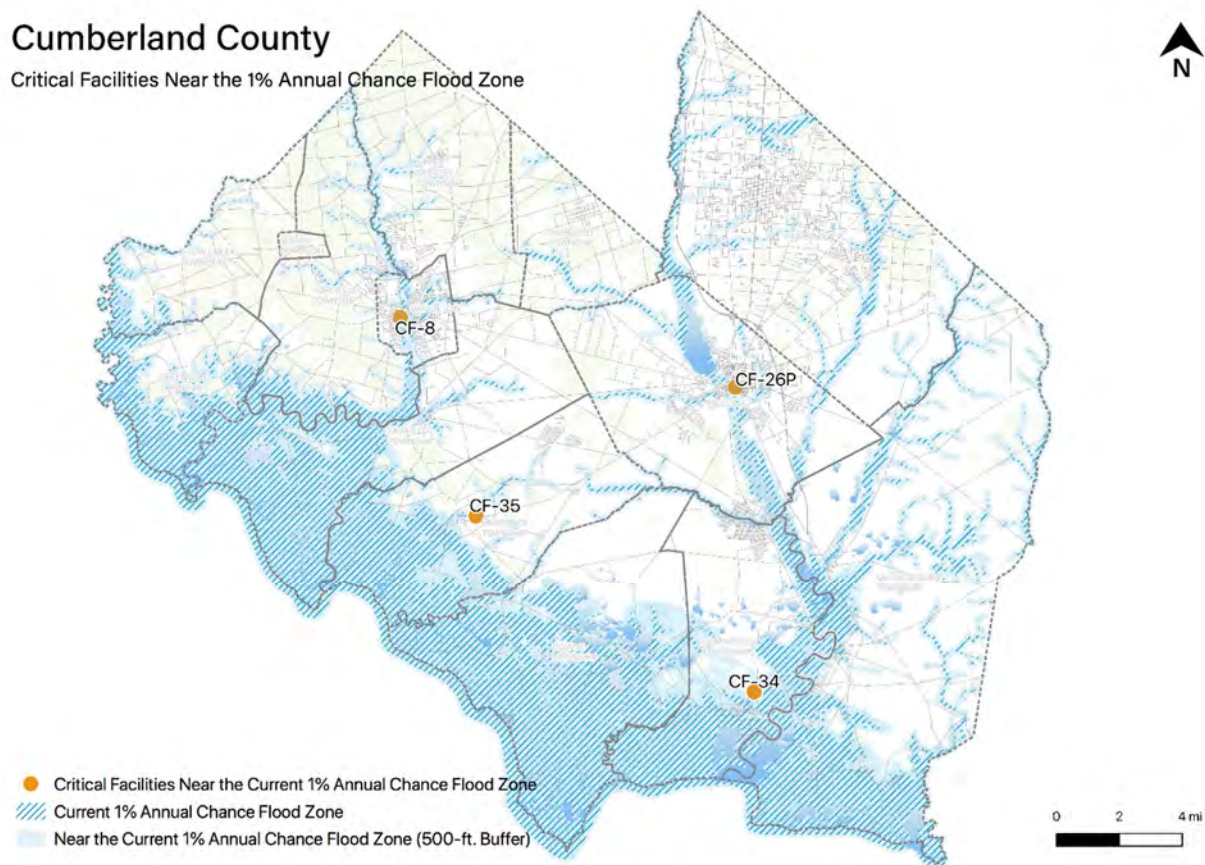 Cumberland County
Critical Facilities Near the 1% Annual Chance Flood Zone
N
CF-8
CF-26P
CF-35
CF-34
Critical Facilities Near the Current 1% Annual Chance Flood Zone
Current 1% Annual Chance Flood Zone
Near the Current 1% Annual Chance Flood Zone (500-ft. Buffer)
0 2 4 mi